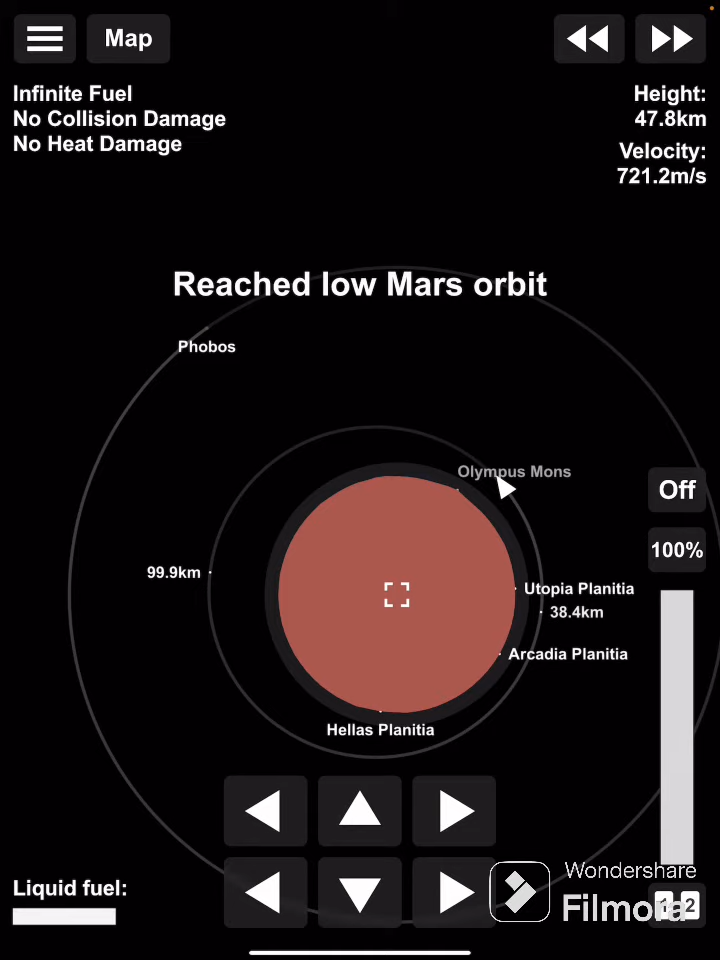 Map
Infinite Fuel
No Collision Damage
No Heat Damage
Height:
47.8km
Velocity:
721.2m/s
Reached low Mars orbit
Phobos
Olympus Mons
Off
100%
99.9km
Utopia Planitia
38.4km
Arcadia Planitia
Hellas Planitia
Liquid fuel:
Wondershare
Filmora
1 2